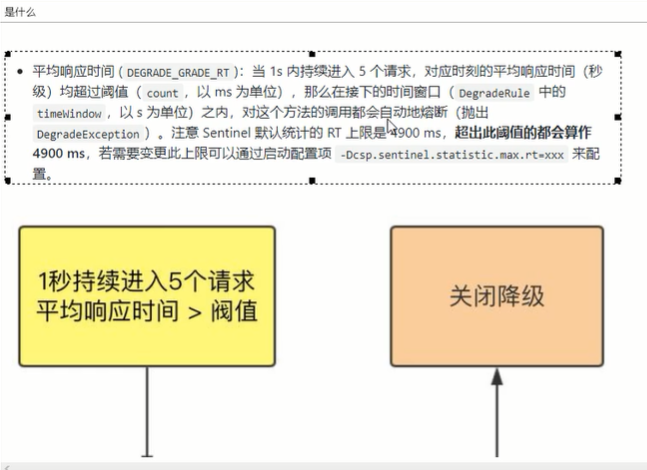 是什么
• 平均响应时间 (DEGRADE_GRADE_RT)：当 1s 内持续进入 5 个请求，对应时刻的平均响应时间（秒
级）均超过阈值（count，以 ms 为单位），那么在接下的时间窗口（DegradeRule 中的
timeWindow，以 s 为单位）之内，对这个方法的调用都会自动地熔断（抛出
DegradeException）。注意 Sentinel 默认统计的 RT 上限是 4900 ms，超出此阈值的都会算作
4900 ms，若需要变更此上限可以通过启动配置项 -Dcsp.sentinel.statistic.max.rt=xxx 来配
置。
1秒持续进入5个请求
平均响应时间 > 阀值
关闭降级